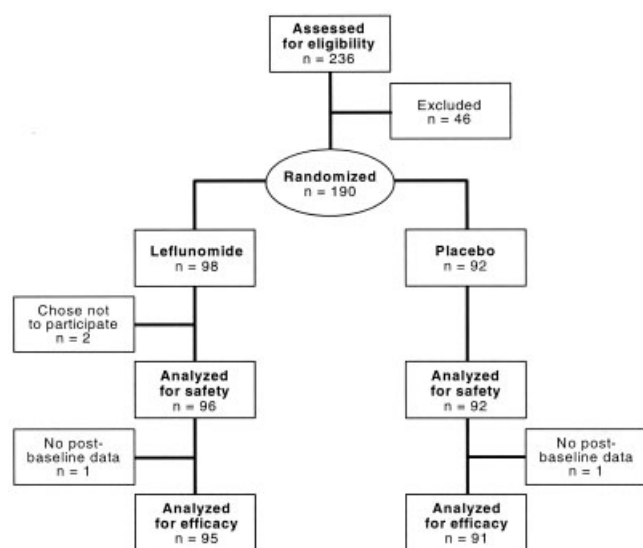 Assessed
for eligibility
n = 236
Excluded
n = 46
Randomized
n = 190
Leflunomide
n = 98
Placebo
n = 92
Chose not
to participate
n = 2
Analyzed
for safety
n = 96
Analyzed
for safety
n = 92
No post-
baseline data
n = 1
No post-
baseline data
n = 1
Analyzed
for efficacy
n = 95
Analyzed
for efficacy
n = 91